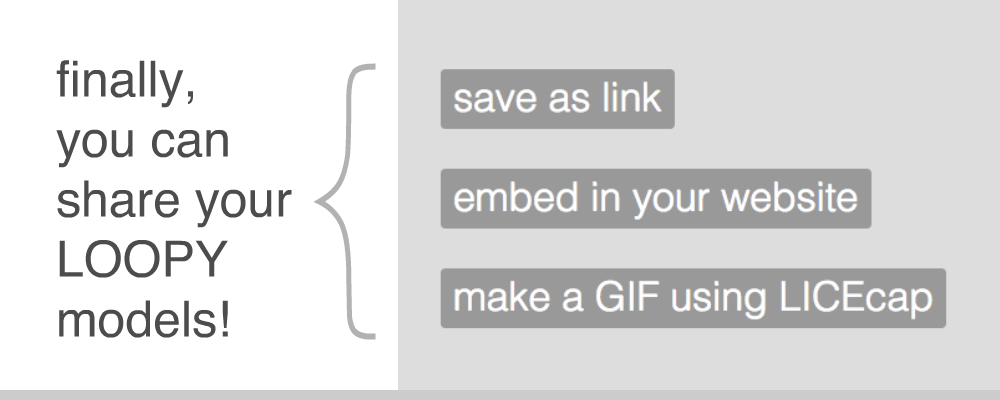 finally,
you can
share your
LOOPY
models!
save as link
embed in your website
make a GIF using LICEcap